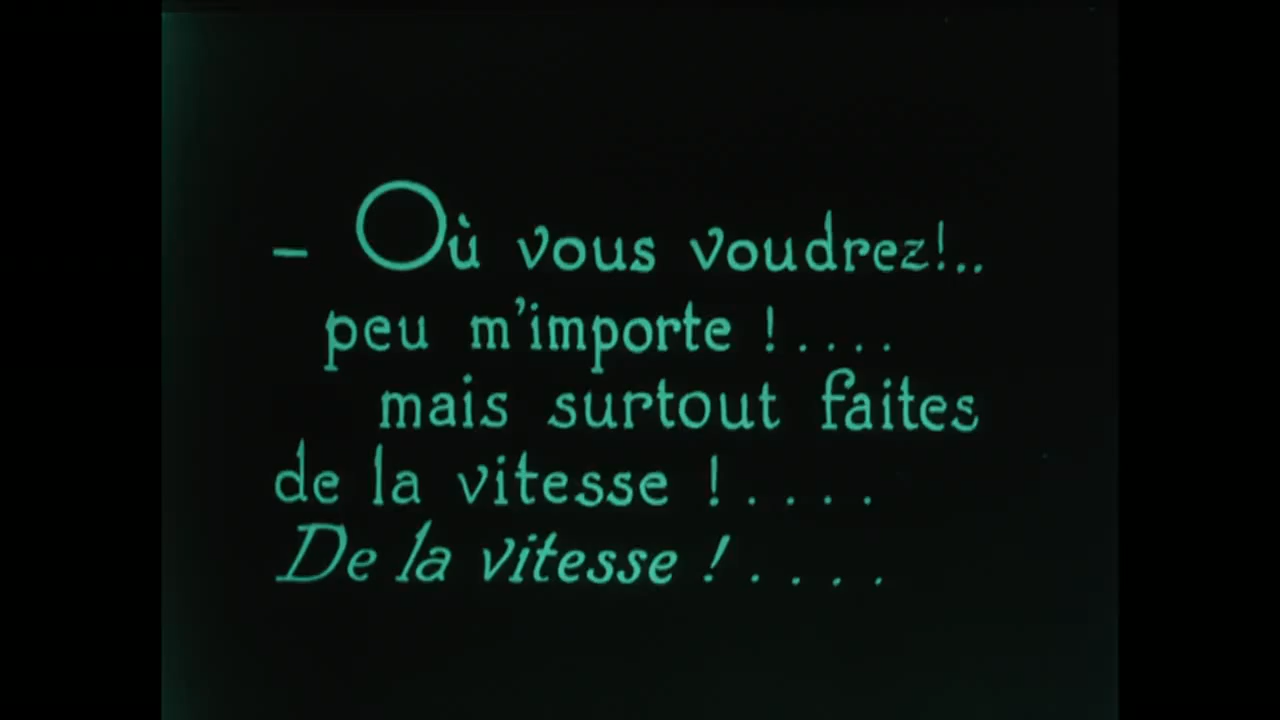 – Où vous voudrez!..
peu m'importe !....
mais surtout faites
de la vitesse !....
De la vitesse !....